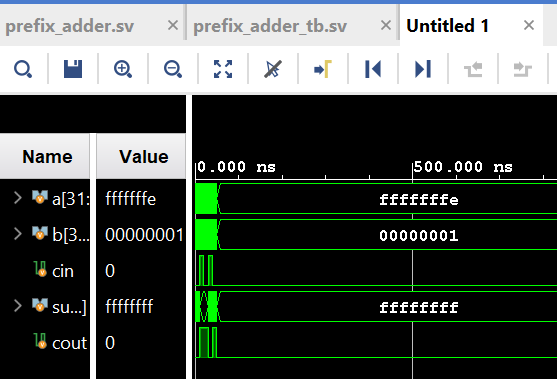 prefix_adder.sv × prefix_adder_tb.sv × Untitled 1 ×
Name Value
0.000 ns 500.000 ns
a[31: fffffffe fffffffe
b[3... 00000001 00000001
cin 0
su...] ffffffff ffffffff
cout 0